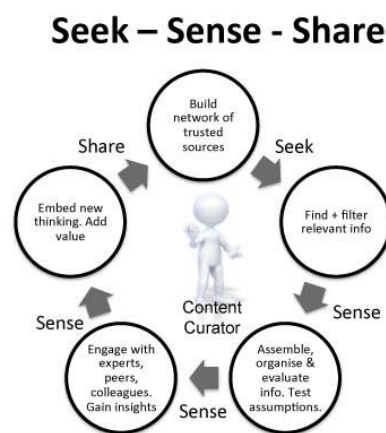 Seek – Sense - Share
Build
network of
trusted
sources
Share
Seek
Embed new
thinking. Add
value
Find + filter
relevant info
Sense
Sense
Content
Curator
Engage with
experts,
peers,
colleagues.
Gain insights
Assemble,
organise &
evaluate
info. Test
assumptions.
Sense